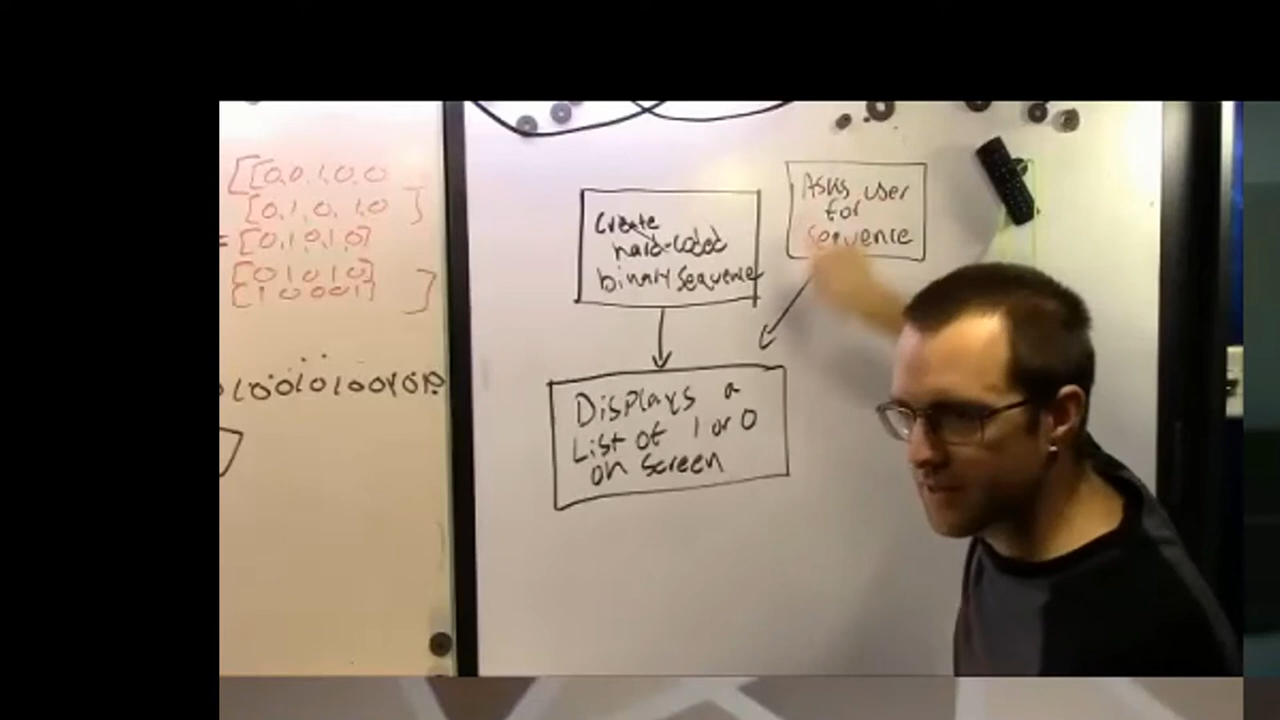 [[0,0,1,0,0
[0,1,0,1,0]
=[0,1,0,1,0]
[0 1 0 1 0]
[1 0 0 0 1]]
Create
hard-coded
binary sequence
Asks user
for
sequence
Displays a
List of 1 or 0
on screen